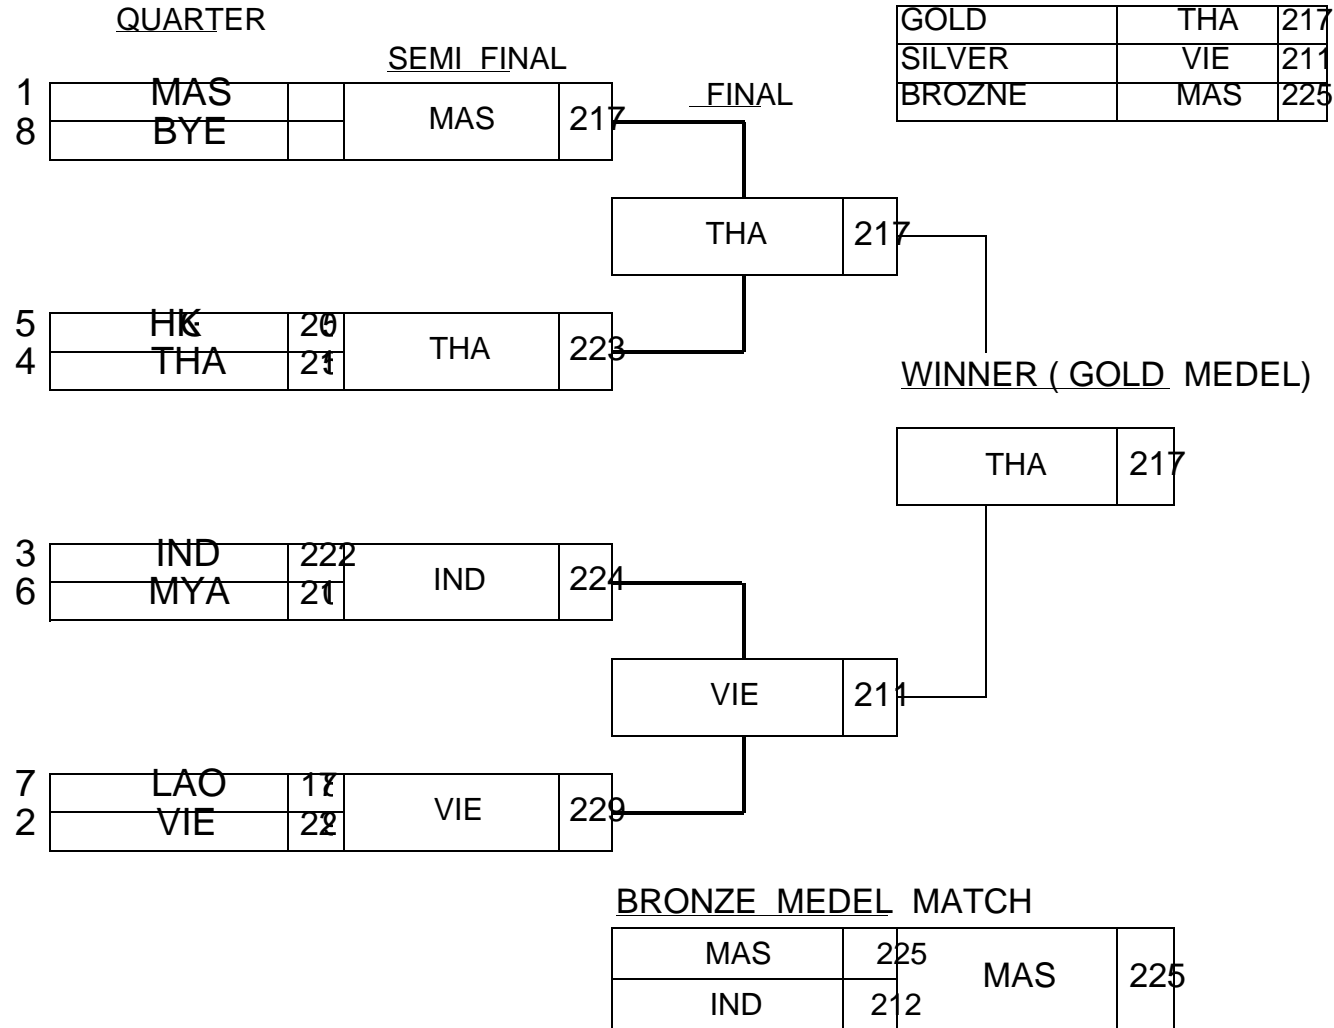 QUARTER
GOLD THA 217
SEMI FINAL
SILVER VIE 211
1 MAS
FINAL
BROZNE MAS 225
MAS 217
8 BYE
THA 217
5
THA 223
4 THA
WINNER ( GOLD MEDEL)
THA 217
3 IND 222
IND 224
6 MYA
VIE 211
7 LAO
VIE 229
2 VIE
BRONZE MEDEL MATCH
MAS 225
MAS 225
IND 212